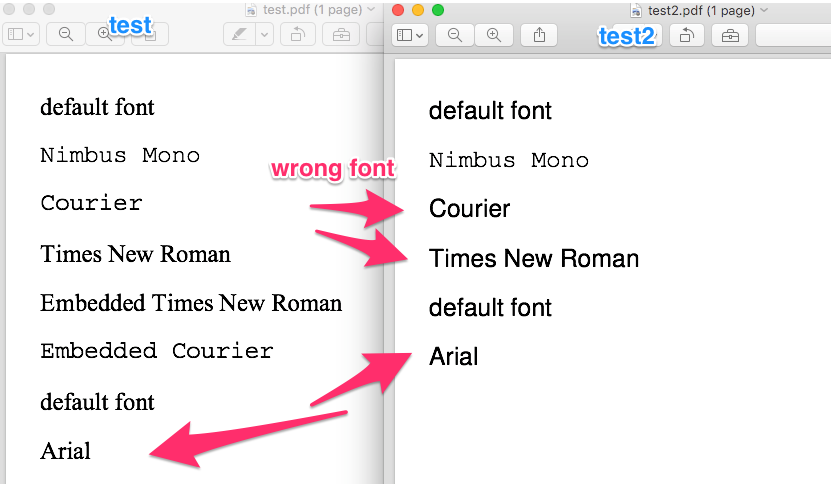 test.pdf (1 page)
test
default font
Nimbus Mono
Courier
Times New Roman
Embedded Times New Roman
Embedded Courier
default font
Arial
wrong font
test2.pdf (1 page)
test2
default font
Nimbus Mono
Courier
Times New Roman
default font
Arial